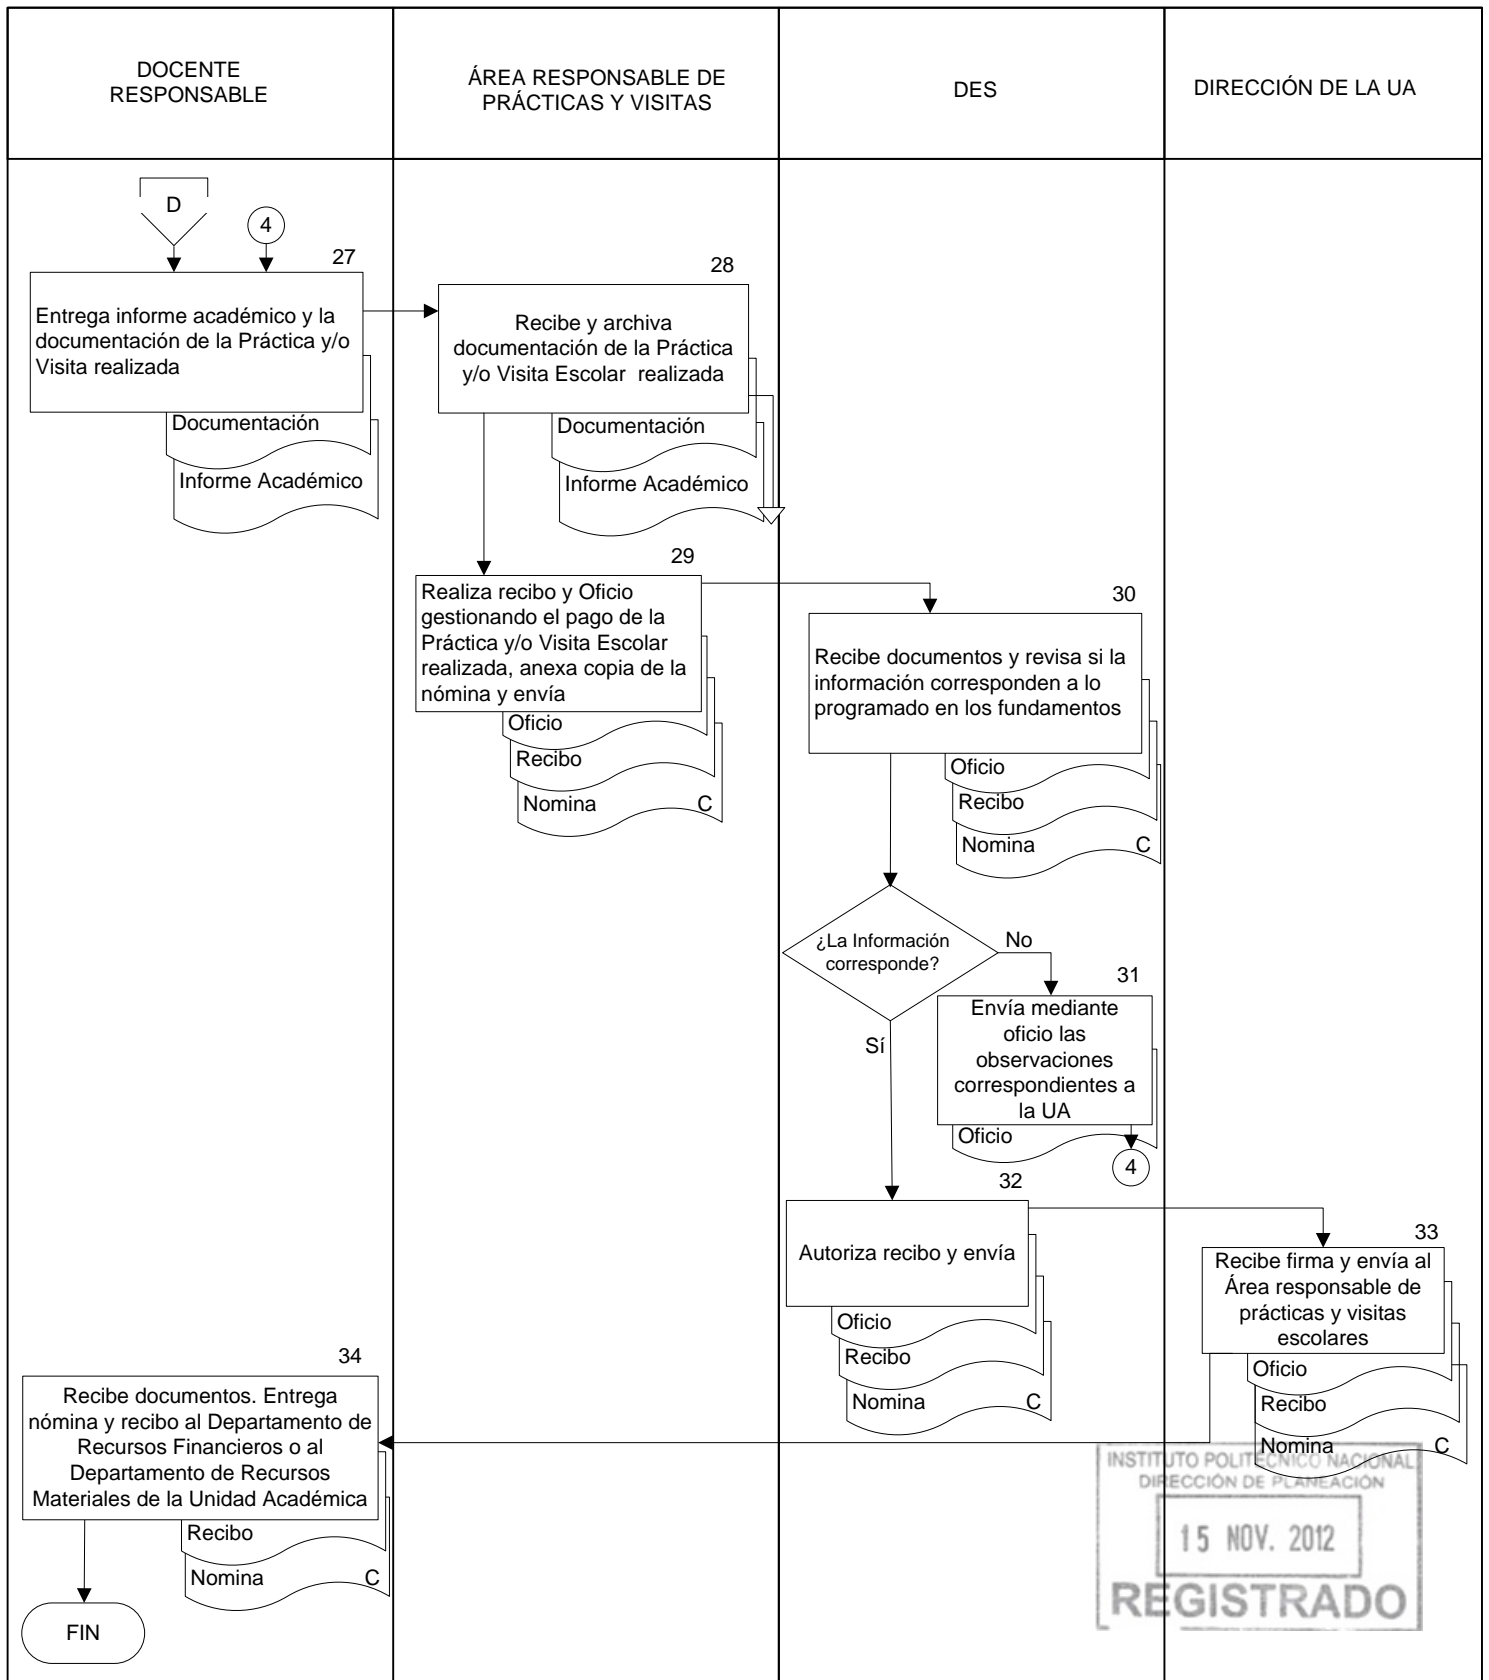 DOCENTE
RESPONSABLE
ÁREA RESPONSABLE DE
PRÁCTICAS Y VISITAS
DES
DIRECCIÓN DE LA UA
D
4
27
Entrega informe académico y la
documentación de la Práctica y/o
Visita realizada
Documentación
Informe Académico
28
Recibe y archiva
documentación de la Práctica
y/o Visita Escolar realizada
Documentación
Informe Académico
29
Realiza recibo y Oficio
gestionando el pago de la
Práctica y/o Visita Escolar
realizada, anexa copia de la
nómina y envía
Oficio
Recibo
Nomina C
30
Recibe documentos y revisa si la
información corresponden a lo
programado en los fundamentos
Oficio
Recibo
Nomina C
¿La Información
corresponde?
No
Sí
31
Envía mediante
oficio las
observaciones
correspondientes a
la UA
Oficio
4
32
Autoriza recibo y envía
Oficio
Recibo
Nomina C
33
Recibe firma y envía al
Área responsable de
prácticas y visitas
escolares
Oficio
Recibo
Nomina C
34
Recibe documentos. Entrega
nómina y recibo al Departamento de
Recursos Financieros o al
Departamento de Recursos
Materiales de la Unidad Académica
Recibo
Nomina C
FIN
INSTITUTO POLITÉCNICO NACIONAL
DIRECCIÓN DE PLANEACIÓN
15 NOV. 2012
REGISTRADO